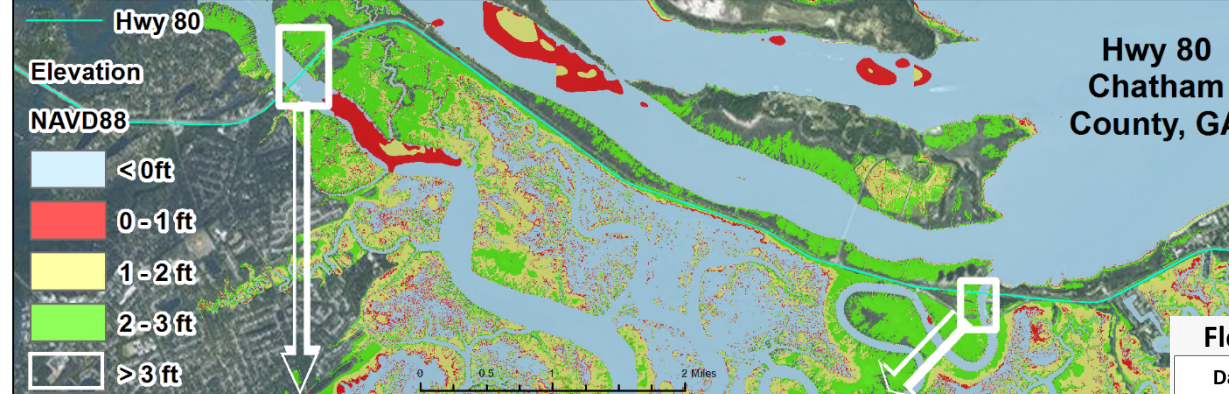 Hwy 80
Elevation
NAVD88
< 0ft
0 - 1 ft
1 - 2 ft
2 - 3 ft
> 3 ft
Hwy 80
Chatham
County, GA
0 0.5 1 2 Miles